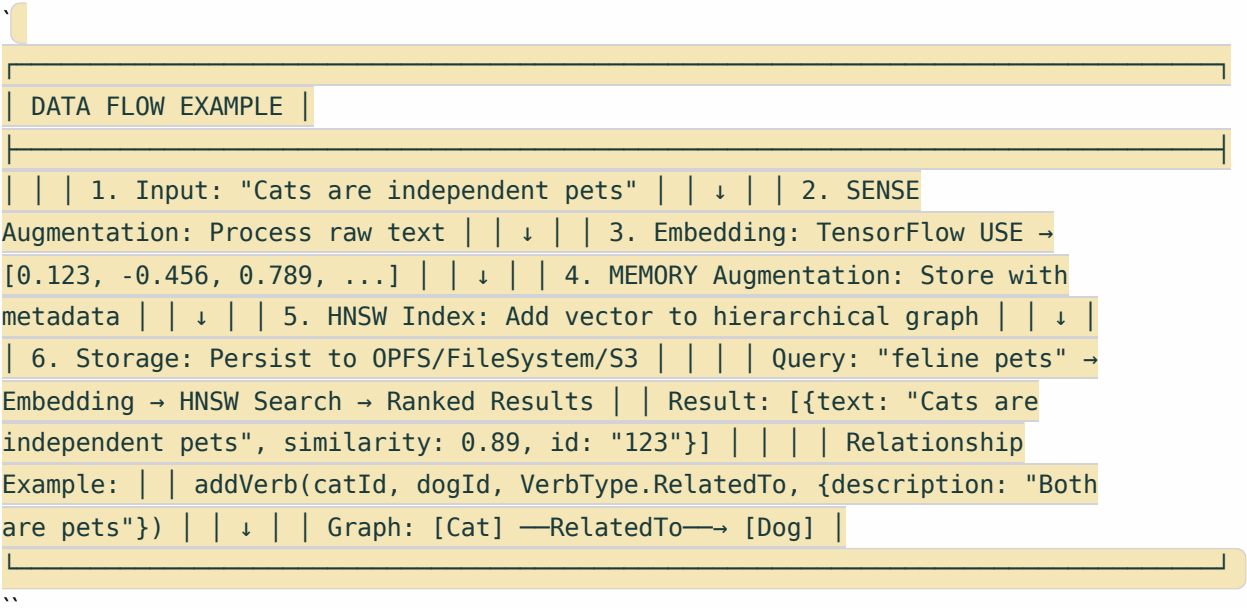 `
┌─────────────────────────────────────────────────────────────────────────────────┐
│ DATA FLOW EXAMPLE │
├─────────────────────────────────────────────────────────────────────────────────┤
│ │ │ 1. Input: "Cats are independent pets" │ │ ↓ │ │ 2. SENSE
Augmentation: Process raw text │ │ ↓ │ │ 3. Embedding: TensorFlow USE →
[0.123, -0.456, 0.789, ...] │ │ ↓ │ │ 4. MEMORY Augmentation: Store with
metadata │ │ ↓ │ │ 5. HNSW Index: Add vector to hierarchical graph │ │ ↓ │
│ 6. Storage: Persist to OPFS/FileSystem/S3 │ │ │ │ Query: "feline pets" →
Embedding → HNSW Search → Ranked Results │ │ Result: [{text: "Cats are
independent pets", similarity: 0.89, id: "123"}] │ │ │ │ Relationship
Example: │ │ addVerb(catId, dogId, VerbType.RelatedTo, {description: "Both
are pets"}) │ │ ↓ │ │ Graph: [Cat] ──RelatedTo──→ [Dog] │
└─────────────────────────────────────────────────────────────────────────────────┘
``